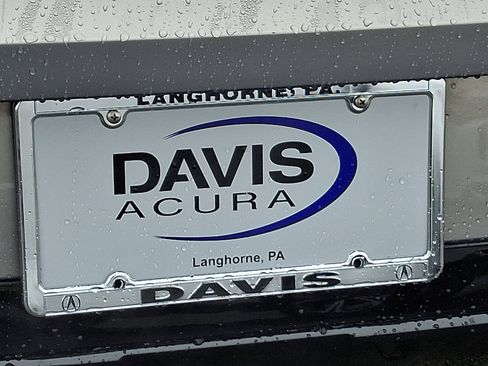 LANGHORNE, PA.
DAVIS
ACURA
Langhorne, PA
DAVIS